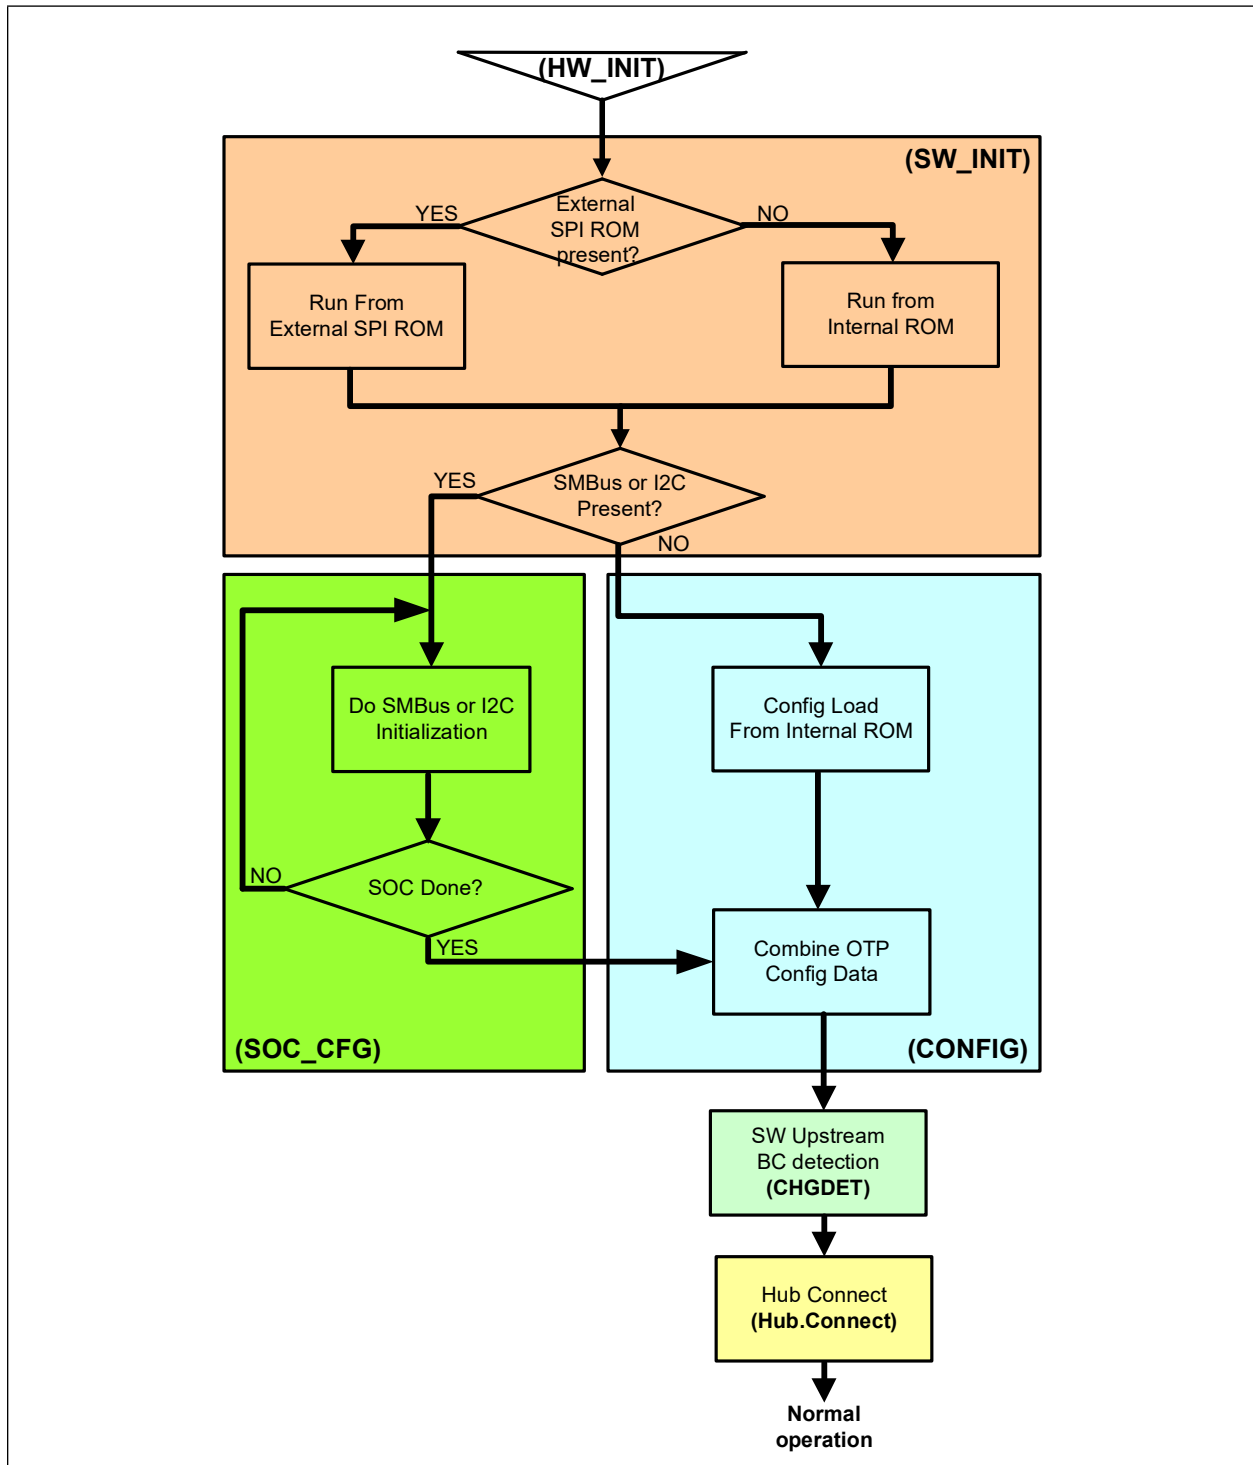 (HW_INIT)
(SW_INIT)
External
SPI ROM
present?
YES
NO
Run From
External SPI ROM
Run from
Internal ROM
SMBus or I2C
Present?
YES
NO
Do SMBus or I2C
Initialization
Config Load
From Internal ROM
SOC Done?
NO
YES
Combine OTP
Config Data
(SOC_CFG)
(CONFIG)
SW Upstream
BC detection
(CHGDET)
Hub Connect
(Hub.Connect)
Normal
operation